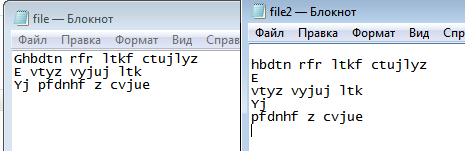 file — Блокнот
Файл Правка Формат Вид Справ
Ghbdtn rfr ltkf ctujlyz
E vtyz vyjuj ltk
Yj pfdnhf z cvjue
file2 — Блокнот
Файл Правка Формат Вид Спр
hbdtn rfr ltkf ctujlyz
E
vtyz vyjuj ltk
Yj
pfdnhf z cvjue